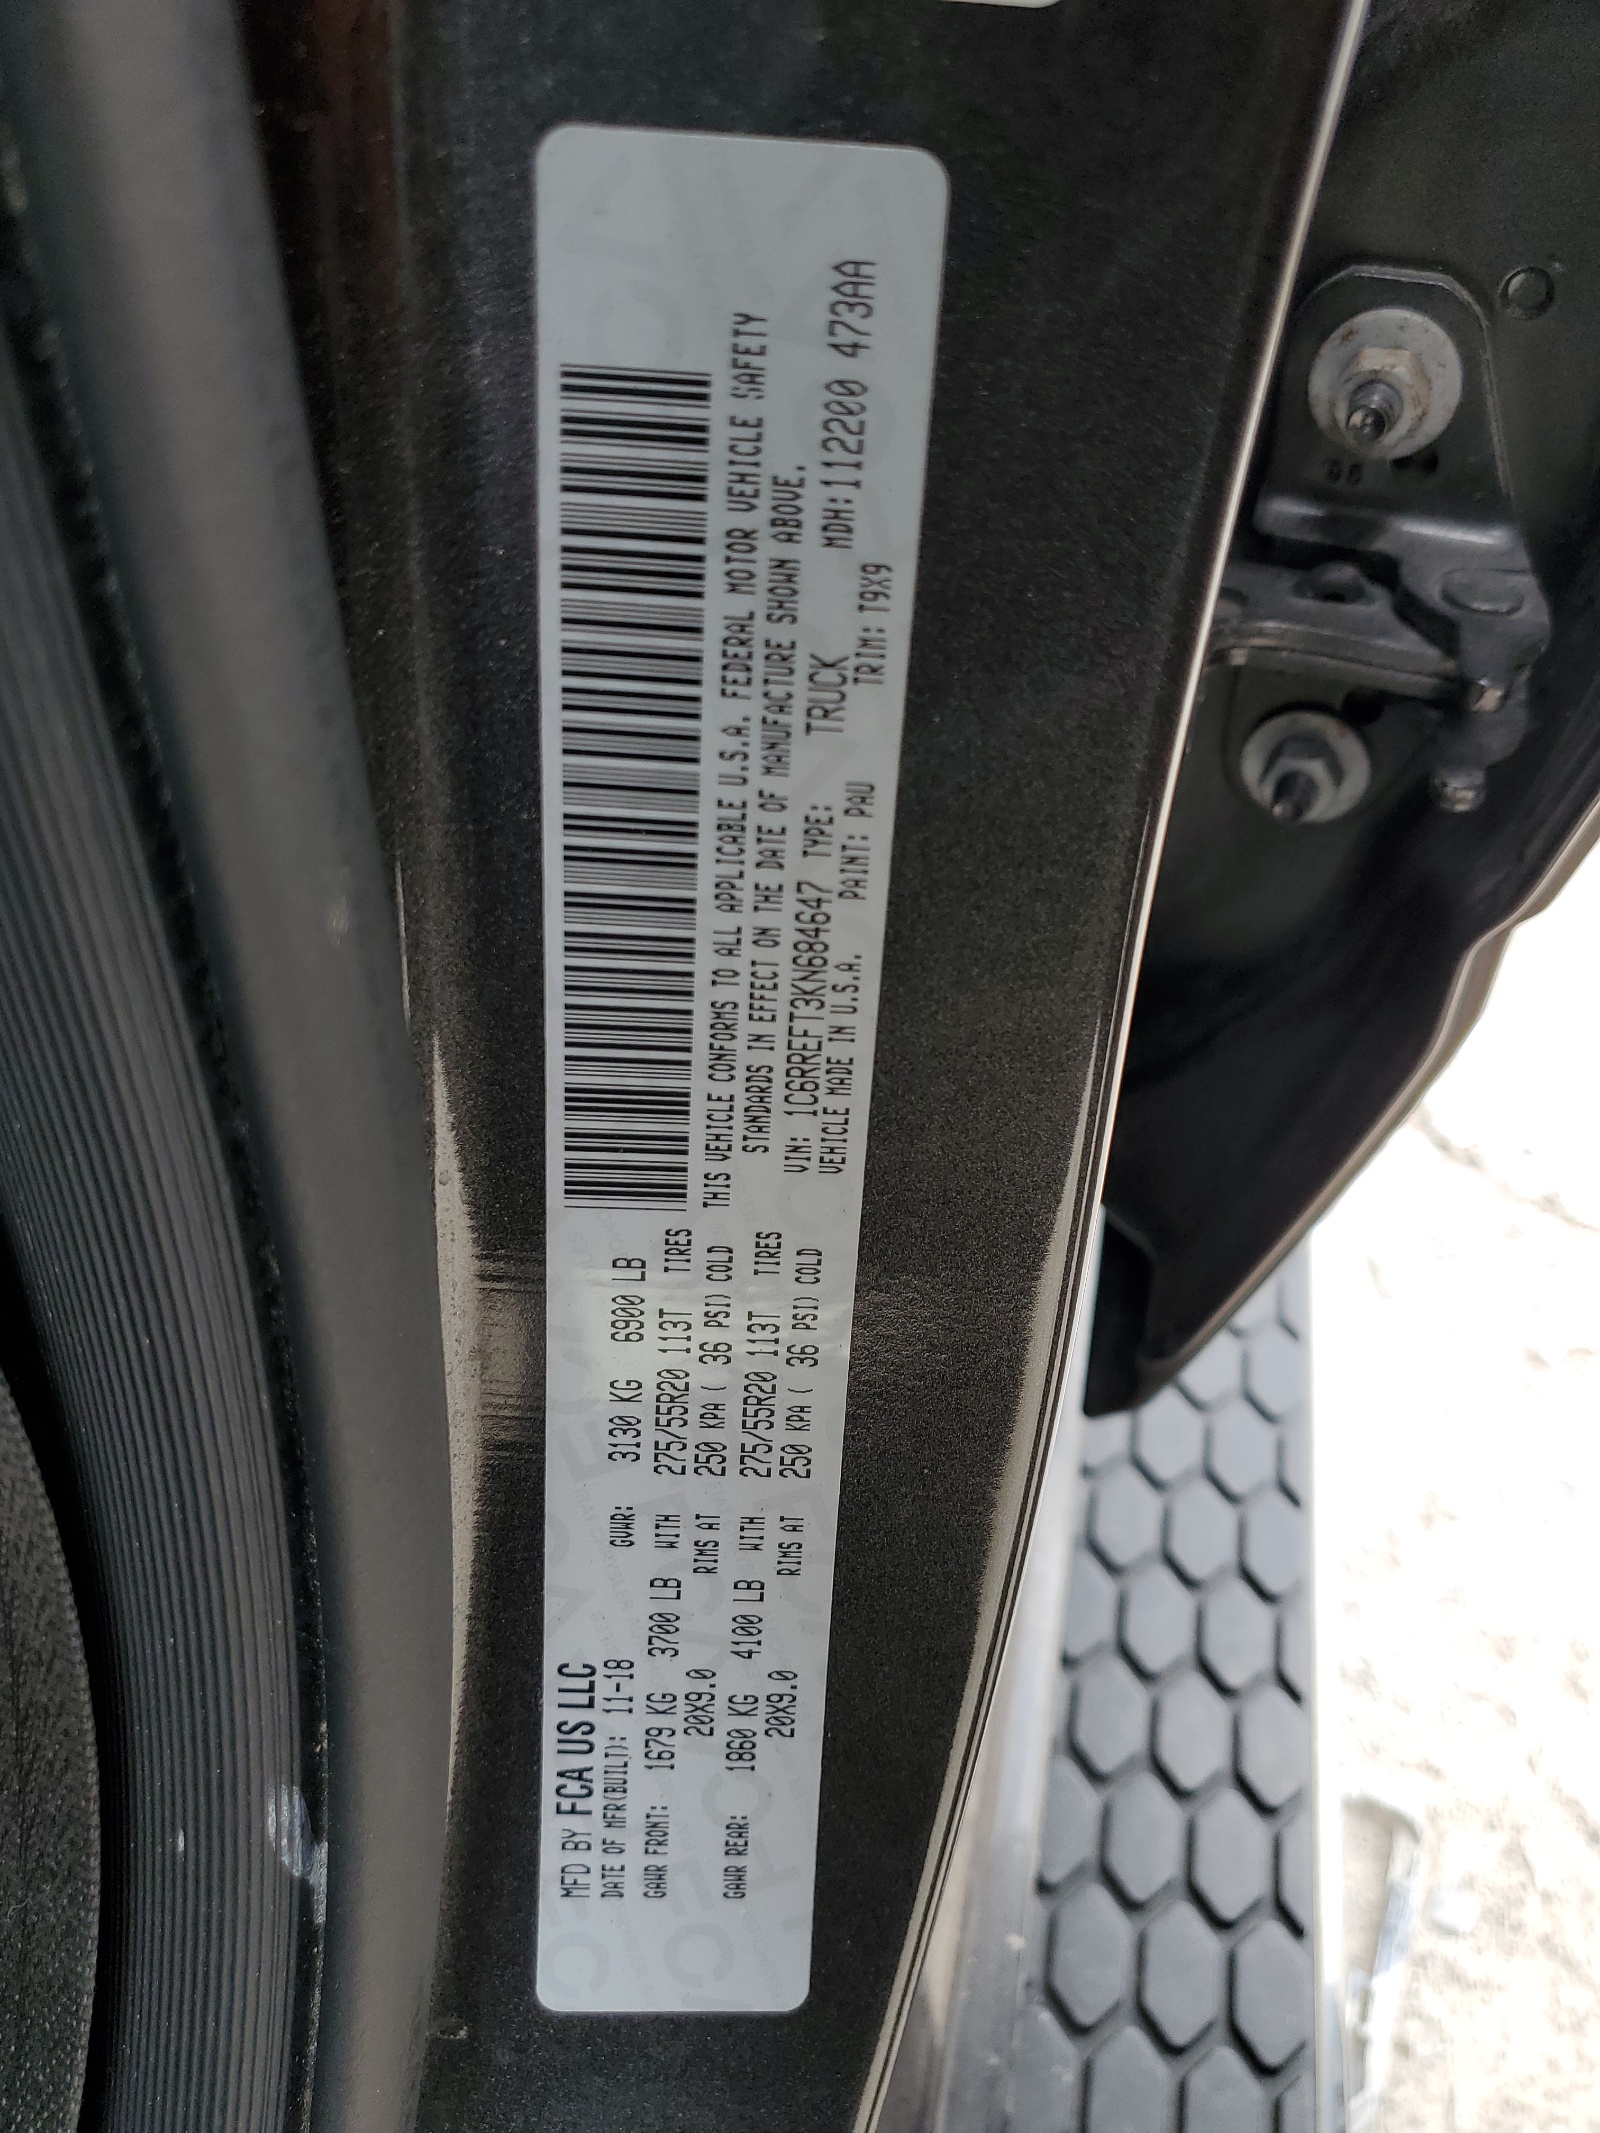 MFD BY FCA US LLC
DATE OF MFR(BUILT): 11-18 GVWR: 3130 KG 6900 LB
GAWR FRONT: 1679 KG 3700 LB WITH 275/55R20 113T TIRES
20X9.0 RIMS AT 250 KPA ( 36 PSI) COLD
GAWR REAR: 1860 KG 4100 LB WITH 275/55R20 113T TIRES
20X9.0 RIMS AT 250 KPA ( 36 PSI) COLD
THIS VEHICLE CONFORMS TO ALL APPLICABLE U.S.A. FEDERAL MOTOR VEHICLE SAFETY
STANDARDS IN EFFECT ON THE DATE OF MANUFACTURE SHOWN ABOVE.
VIN: 1C6RREFT3KN684647 TYPE: TRUCK MDH:112200 473AA
VEHICLE MADE IN U.S.A. PAINT: PAU TRIM: T9X9